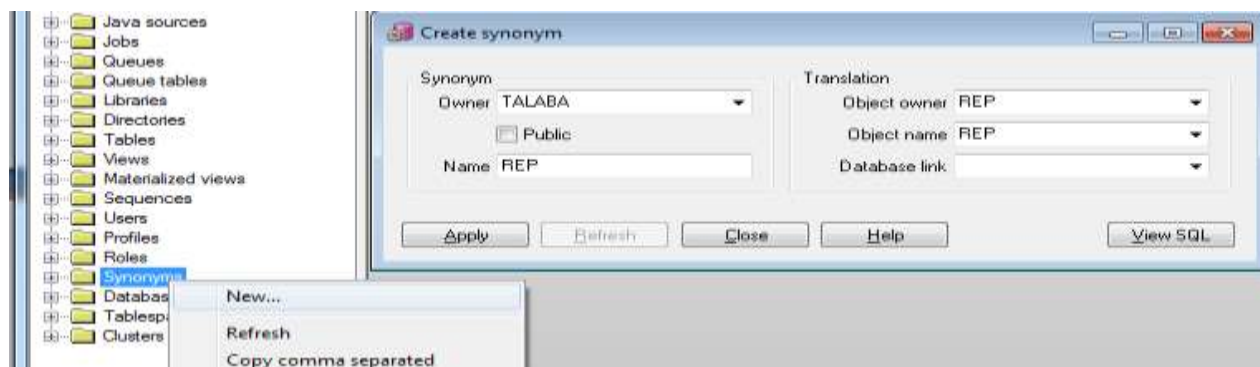 Java sources
Jobs
Queues
Queue tables
Libraries
Directories
Tables
Views
Materialized views
Sequences
Users
Profiles
Roles
Synonyms
Databas
Tablespa
Clusters
New...
Refresh
Copy comma separated
Create synonym
Synonym
Owner TALABA
Public
Name REP
Translation
Object owner REP
Object name REP
Database link
Apply Refresh Close Help View SQL